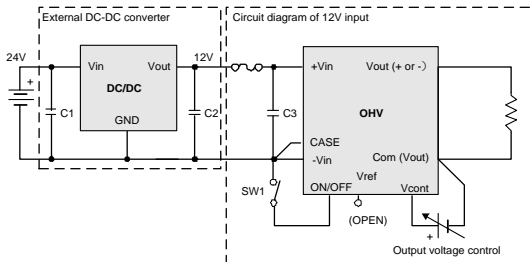 External DC-DC converter
Circuit diagram of 12V input
24V
12V
Vin
Vout
DC/DC
GND
C1
C2
C3
+
+Vin
Vout (+ or -)
OHV
CASE
-Vin
Com (Vout)
Vref
ON/OFF
Vcont
SW1
(OPEN)
+
Output voltage control